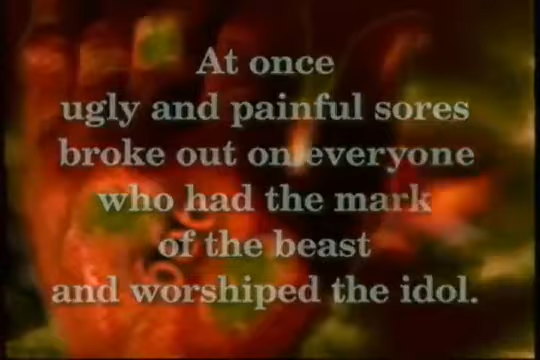 At once
ugly and painful sores
broke out on everyone
who had the mark
of the beast
and worshiped the idol.